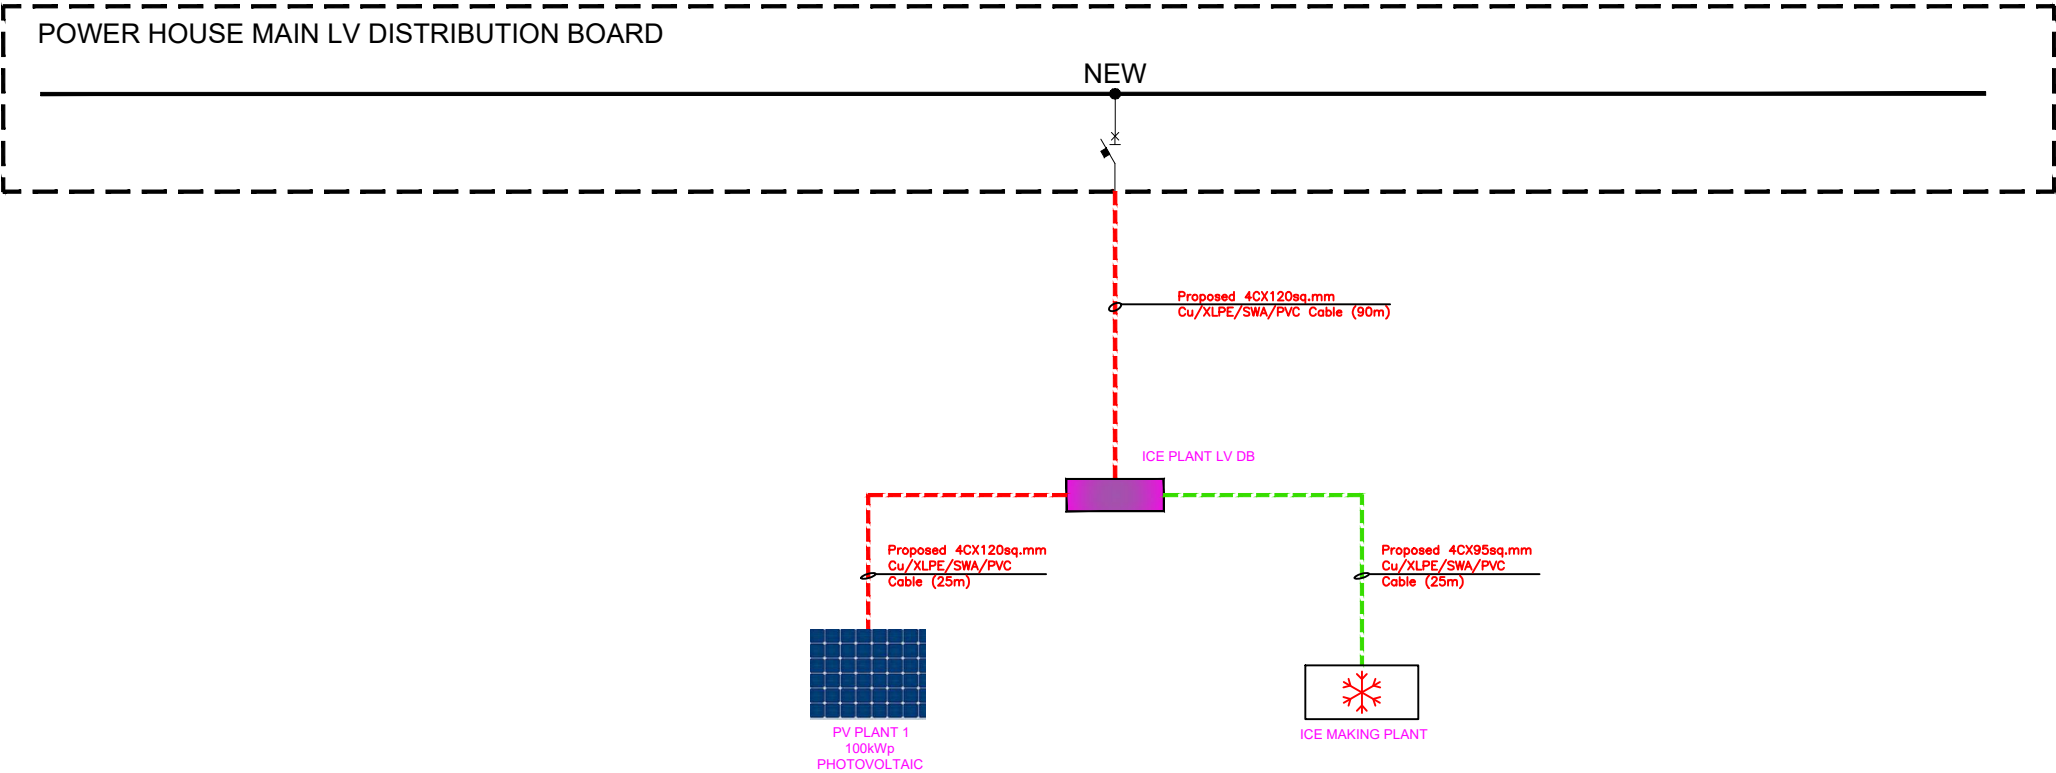 POWER HOUSE MAIN LV DISTRIBUTION BOARD
NEW
Proposed 4CX120sq.mm
Cu/XLPE/SWA/PVC Cable (90m)
ICE PLANT LV DB
Proposed 4CX120sq.mm
Cu/XLPE/SWA/PVC
Cable (25m)
Proposed 4CX95sq.mm
Cu/XLPE/SWA/PVC
Cable (25m)
PV PLANT 1
100kWp
PHOTOVOLTAIC
ICE MAKING PLANT